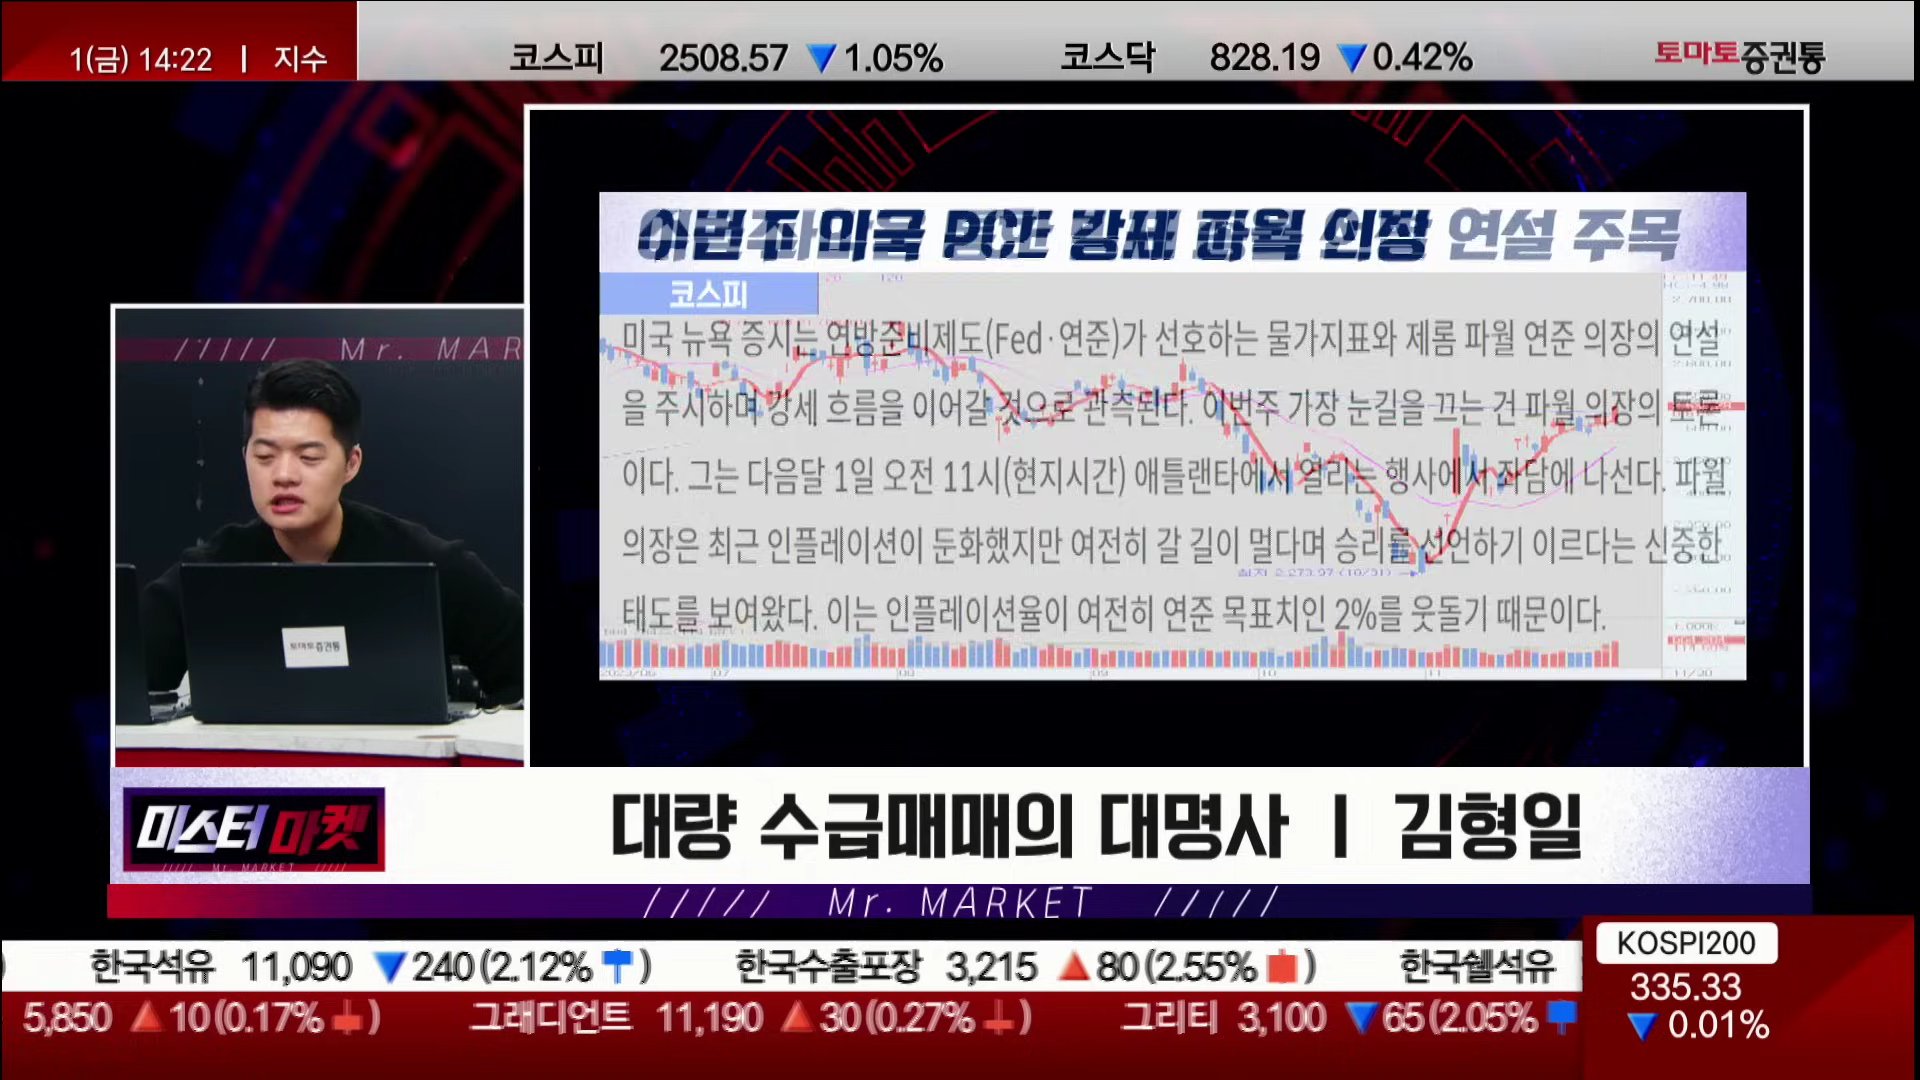 1(금) 14:22 | 지수
코스피 2508.57 ▼1.05% 코스닥 828.19 ▼0.42%
토마토증권통
연설 주목
코스피
미국 뉴욕 증시는 연방준비제도(Fed·연준)가 선호하는 물가지표와 제롬 파월 연준 의장의 연설
을 주시하며 강세 흐름을 이어갈 것으로 관측된다. 이번주 가장 눈길을 끄는 건 파월 의장의 토론
이다. 그는 다음달 1일 오전 11시(현지시간) 애틀랜타에서 열리는 행사에서 좌담에 나선다. 파월
의장은 최근 인플레이션이 둔화했지만 여전히 갈 길이 멀다며 승리를 선언하기 이르다는 신중한
태도를 보여왔다. 이는 인플레이션율이 여전히 연준 목표치인 2%를 웃돌기 때문이다.
2023/06 07 08 09 10 11
///// Mr. MAR
토마토증권통
미스터 마켓
///// Mr. MARKET /////
대량 수급매매의 대명사 | 김형일
///// Mr. MARKET /////
) 한국석유 11,090 ▼240(2.12% ) 한국수출포장 3,215 ▲80(2.55% ) 한국쉘석유
5,850 ▲10(0.17% ) 그래디언트 11,190 ▲30(0.27% ) 그리티 3,100 ▼65(2.05%
KOSPI200
335.33
▼0.01%